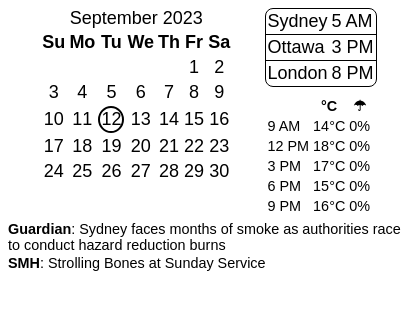 September 2023
Su Mo Tu We Th Fr Sa
1 2
3 4 5 6 7 8 9
10 11 12 13 14 15 16
17 18 19 20 21 22 23
24 25 26 27 28 29 30
Sydney 5 AM
Ottawa 3 PM
London 8 PM
°C ☂
9 AM 14°C 0%
12 PM 18°C 0%
3 PM 17°C 0%
6 PM 15°C 0%
9 PM 16°C 0%
Guardian: Sydney faces months of smoke as authorities race
to conduct hazard reduction burns
SMH: Strolling Bones at Sunday Service